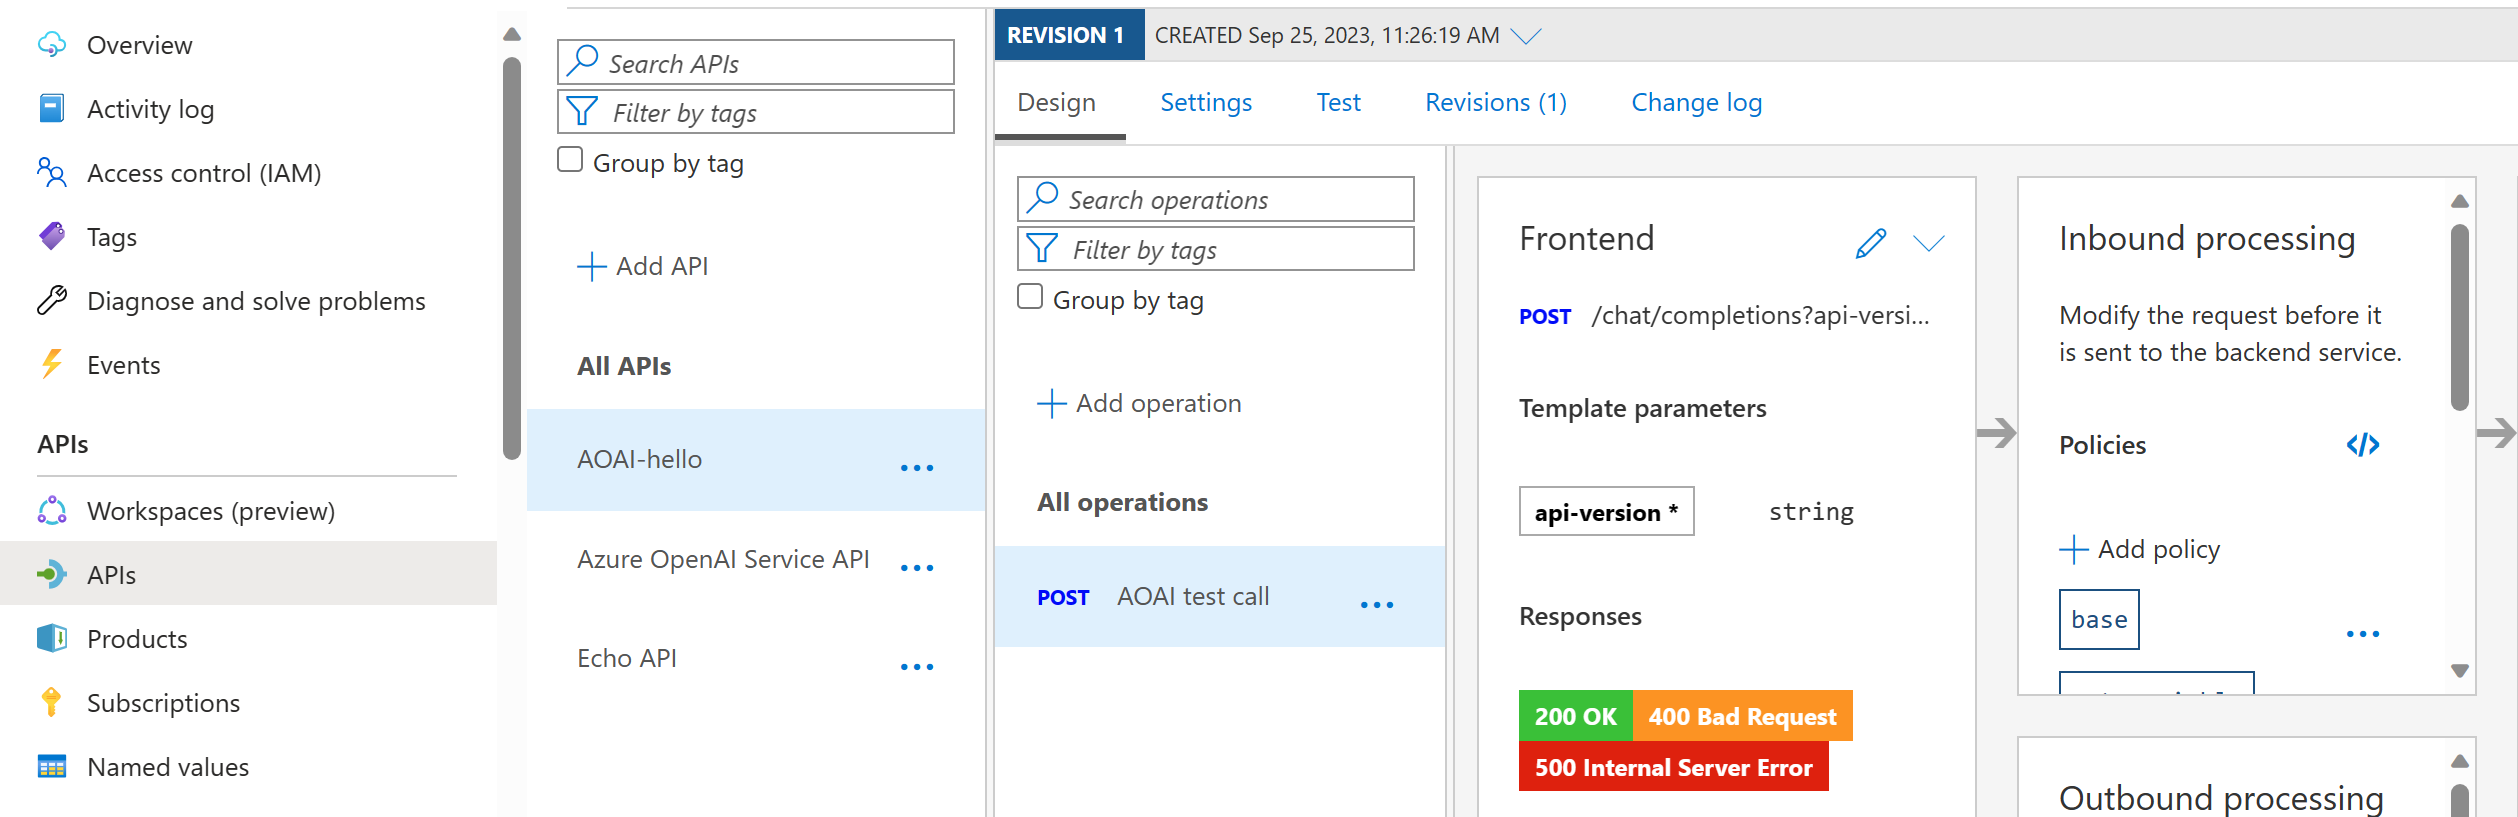 Overview
Activity log
Access control (IAM)
Tags
Diagnose and solve problems
Events
APIs
Workspaces (preview)
APIs
Products
Subscriptions
Named values
Search APIs
Filter by tags
Group by tag
Add API
All APIs
AOAI-hello
Azure OpenAI Service API
Echo API
REVISION 1 CREATED Sep 25, 2023, 11:26:19 AM
Design Settings Test Revisions (1) Change log
Search operations
Filter by tags
Group by tag
Add operation
All operations
POST AOAI test call
Frontend
POST /chat/completions?api-versi...
Template parameters
api-version * string
Responses
200 OK 400 Bad Request
500 Internal Server Error
Inbound processing
Modify the request before it
is sent to the backend service.
Policies </>
Add policy
base
Outbound processing